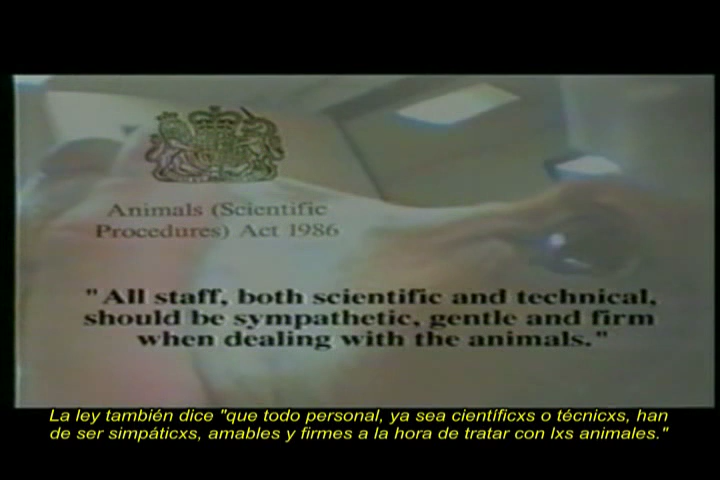 Animals (Scientific
Procedures) Act 1986
"All staff, both scientific and technical,
should be sympathetic, gentle and firm
when dealing with the animals."
La ley también dice "que todo personal, ya sea científicxs o técnicxs, han
de ser simpáticxs, amables y firmes a la hora de tratar con lxs animales."